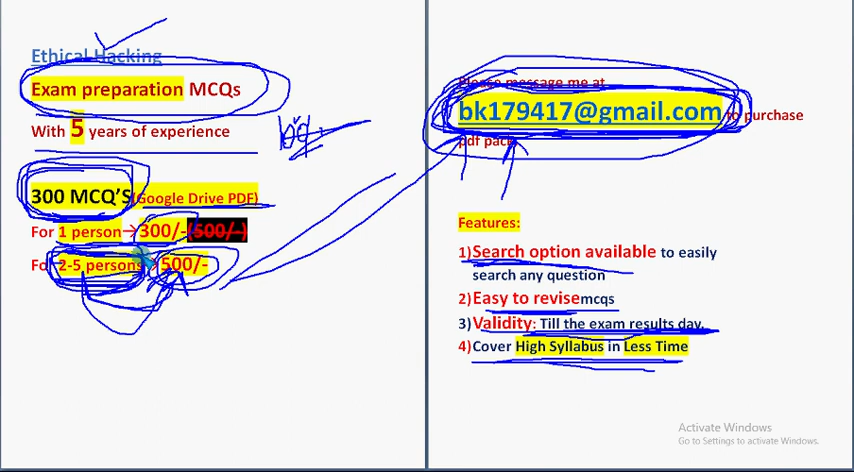 Ethical Hacking
Exam preparation MCQs
With 5 years of experience
300 MCQ'S(Google Drive PDF)
For 1 person→300/-(500/-)
For 2-5 persons 500/-
Please message me at
bk179417@gmail.com to purchase
pdf pack
Features:
1)Search option available to easily
search any question
2)Easy to revisemcqs
3)Validity: Till the exam results day.
4)Cover High Syllabus in Less Time
Activate Windows
Go to Settings to activate Windows.